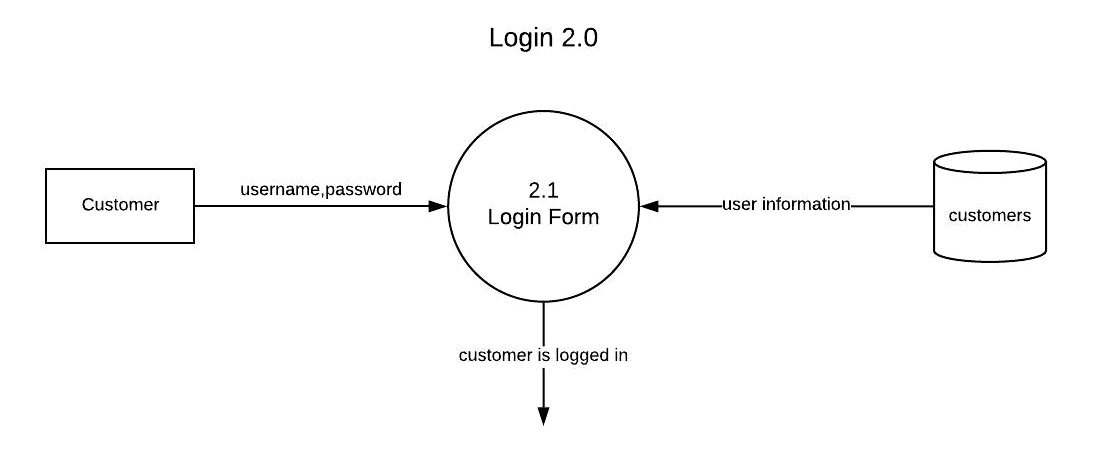 Login 2.0
Customer
username,password
2.1
Login Form
user information
customers
customer is logged in